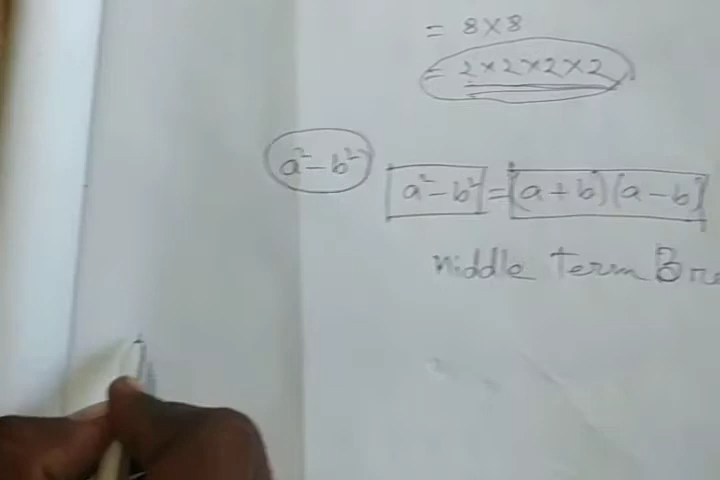 = 8×8
= 2×2×2×2×2
a²-b²
a²-b² = (a+b)(a-b)
middle term